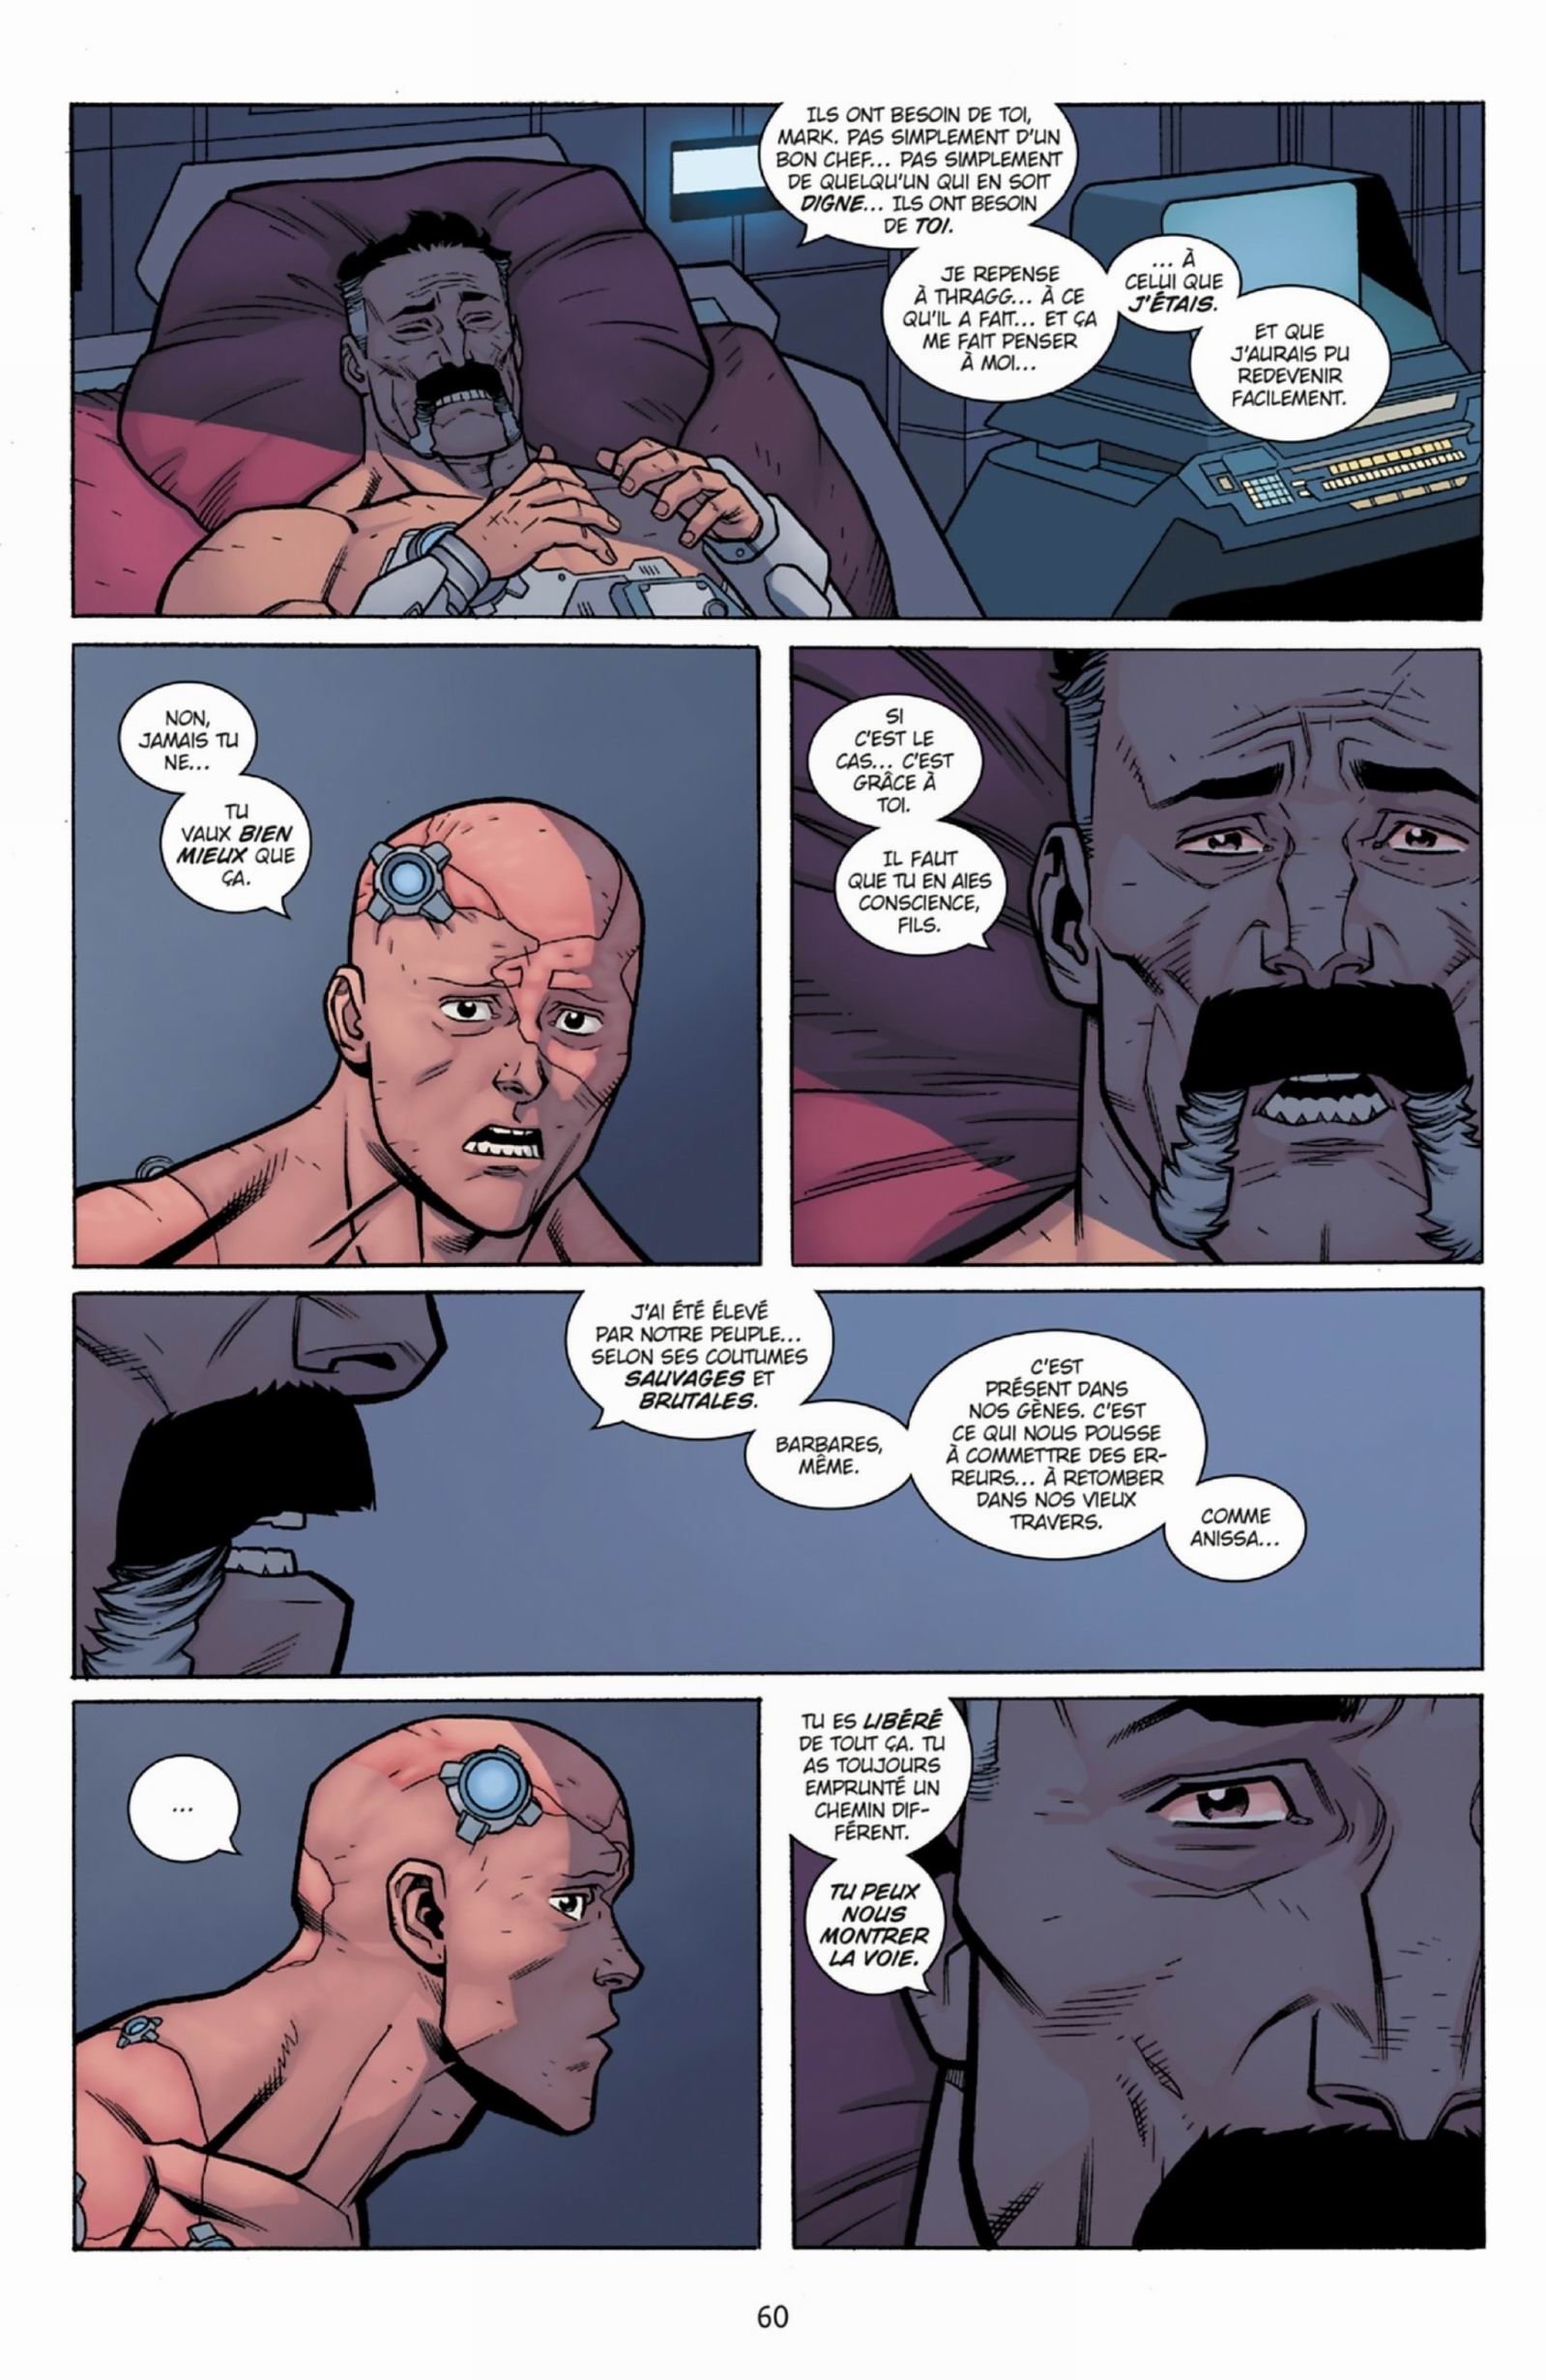 ILS ONT BESOIN DE TOI,
MARK. PAS SIMPLEMENT D'UN
BON CHEF... PAS SIMPLEMENT
DE QUELQU'UN QUI EN SOIT
DIGNE... ILS ONT BESOIN
DE TOI.
JE REPENSE
À THRAGG... À CE
QU'IL A FAIT... ET ÇA
ME FAIT PENSER
À MOI...
... À
CELUI QUE
J'ÉTAIS.
ET QUE
J'AURAIS PU
REDEVENIR
FACILEMENT.
NON,
JAMAIS TU
NE...
TU
VAUX BIEN
MIEUX QUE
ÇA.
SI
C'EST LE
CAS... C'EST
GRÂCE À
TOI.
IL FAUT
QUE TU EN AIES
CONSCIENCE,
FILS.
J'AI ÉTÉ ÉLEVÉ
PAR NOTRE PEUPLE...
SELON SES COUTUMES
SAUVAGES ET
BRUTALES.
BARBARES,
MÊME.
C'EST
PRÉSENT DANS
NOS GÈNES. C'EST
CE QUI NOUS POUSSE
À COMMETTRE DES ER-
REURS... À RETOMBER
DANS NOS VIEUX
TRAVERS.
COMME
ANISSA...
...
TU ES LIBÉRÉ
DE TOUT ÇA. TU
AS TOUJOURS
EMPRUNTÉ UN
CHEMIN DIF-
FÉRENT.
TU PEUX
NOUS
MONTRER
LA VOIE.
60